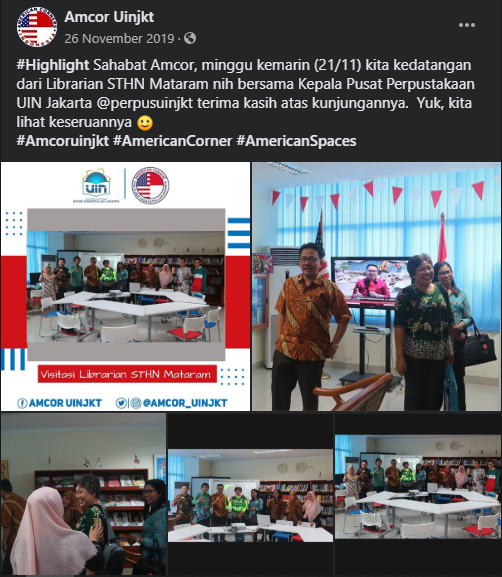 Amcor Uinjkt
26 November 2019 ·
#Highlight Sahabat Amcor, minggu kemarin (21/11) kita kedatangan
dari Librarian STHN Mataram nih bersama Kepala Pusat Perpustakaan
UIN Jakarta @perpusuinjkt terima kasih atas kunjungannya. Yuk, kita
lihat keseruannya 😀
#Amcoruinjkt #AmericanCorner #AmericanSpaces
uin
Visitasi Librarian STHN Mataram
AMCOR UINJKT
@AMCOR_UINJKT